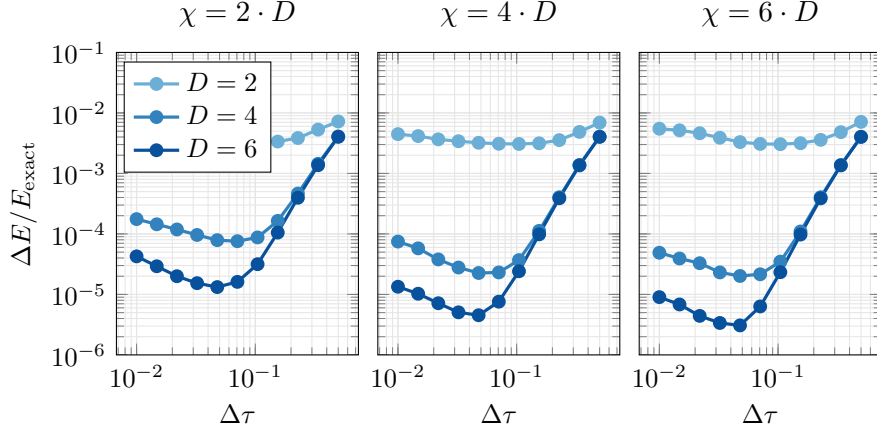 χ = 2 · D
χ = 4 · D
χ = 6 · D
10⁻¹
10⁻²
10⁻³
10⁻⁴
10⁻⁵
10⁻⁶
ΔE/E_exact
D = 2
D = 4
D = 6
10⁻² 10⁻¹
10⁻² 10⁻¹
10⁻² 10⁻¹
Δτ
Δτ
Δτ